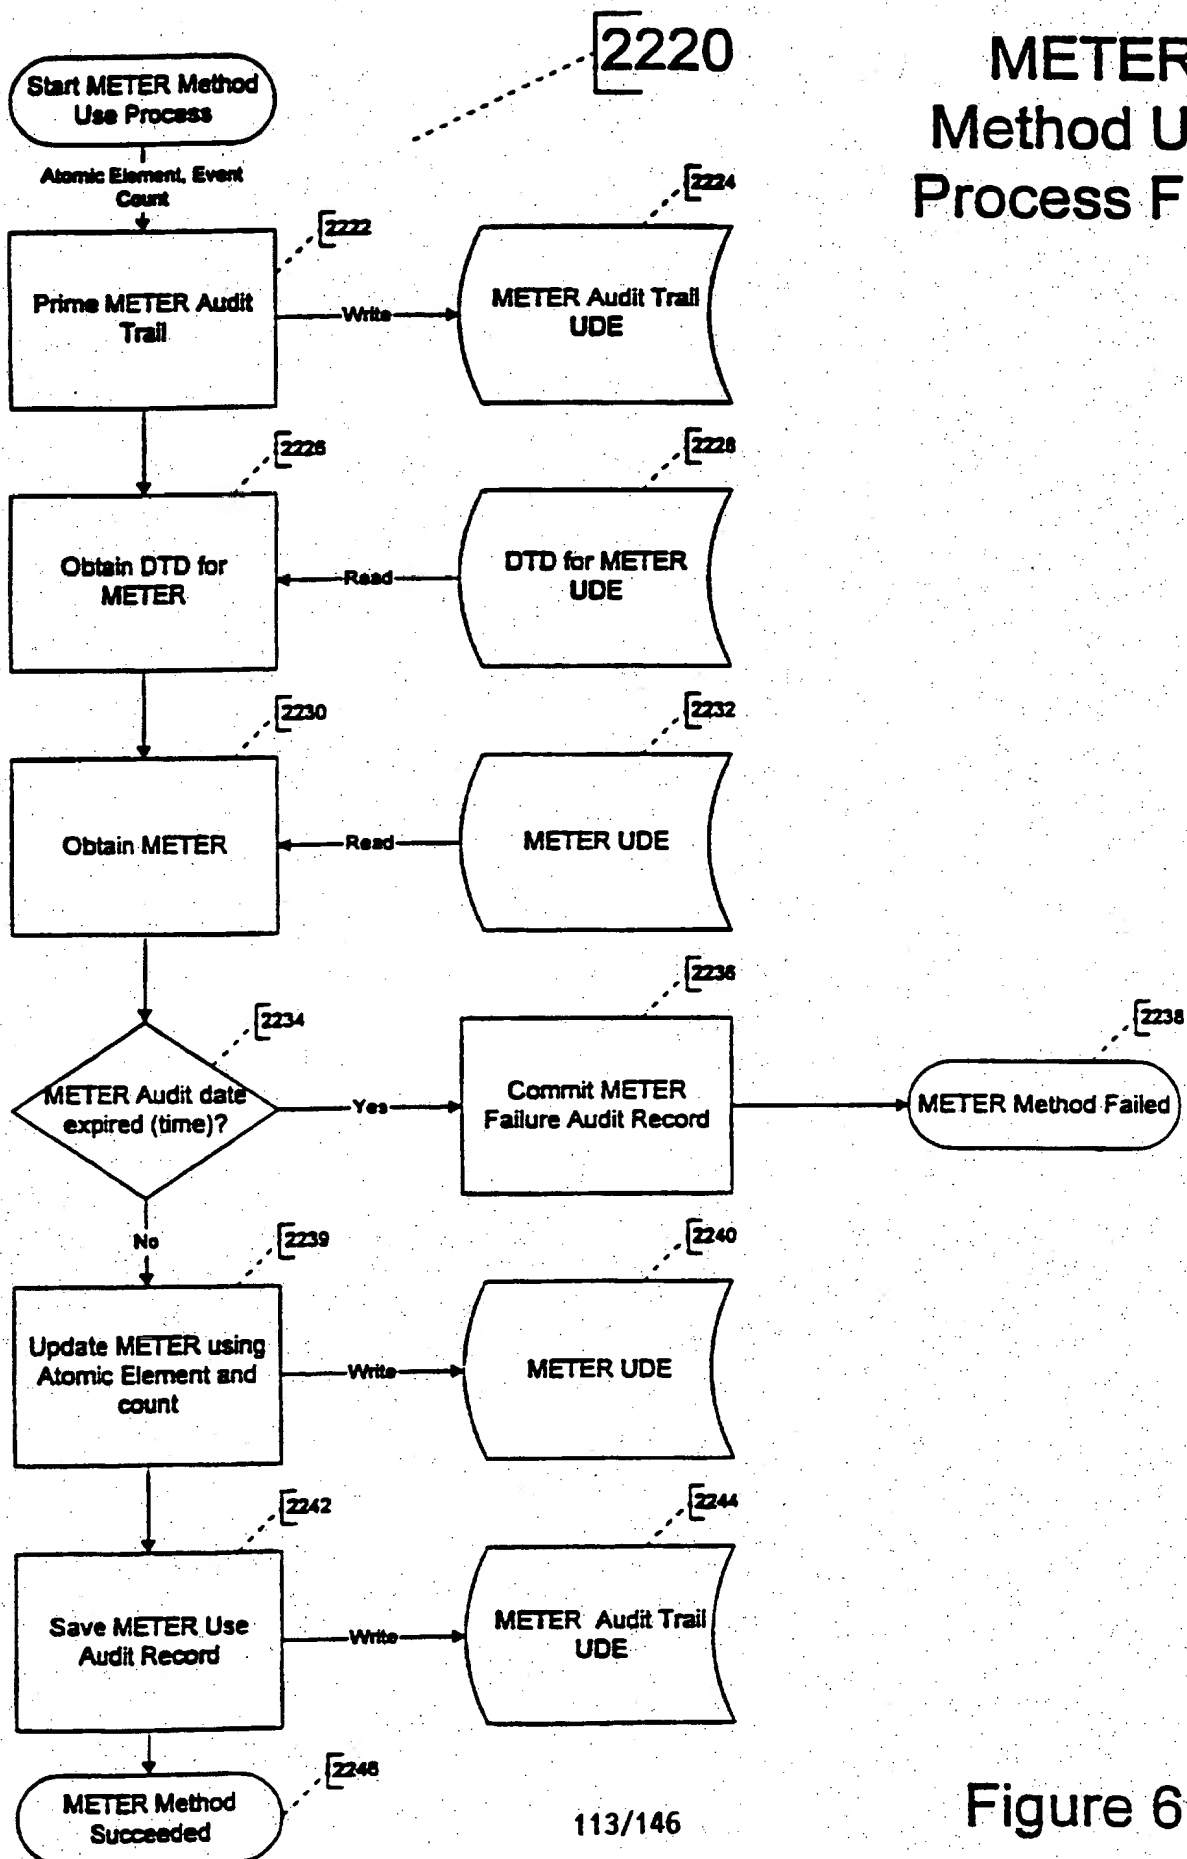 2220
METER
Method U
Process F
Start METER Method
Use Process
Atomic Element, Event
Count
2222
2224
Prime METER Audit
Trail
Write
METER Audit Trail
UDE
2226
2228
Obtain DTD for
METER
Read
DTD for METER
UDE
2230
2232
Obtain METER
Read
METER UDE
2234
2236
2238
METER Audit date
expired (time)?
Yes
Commit METER
Failure Audit Record
METER Method Failed
No
2239
2240
Update METER using
Atomic Element and
count
Write
METER UDE
2242
2244
Save METER Use
Audit Record
Write
METER Audit Trail
UDE
2246
METER Method
Succeeded
113/146
Figure 6